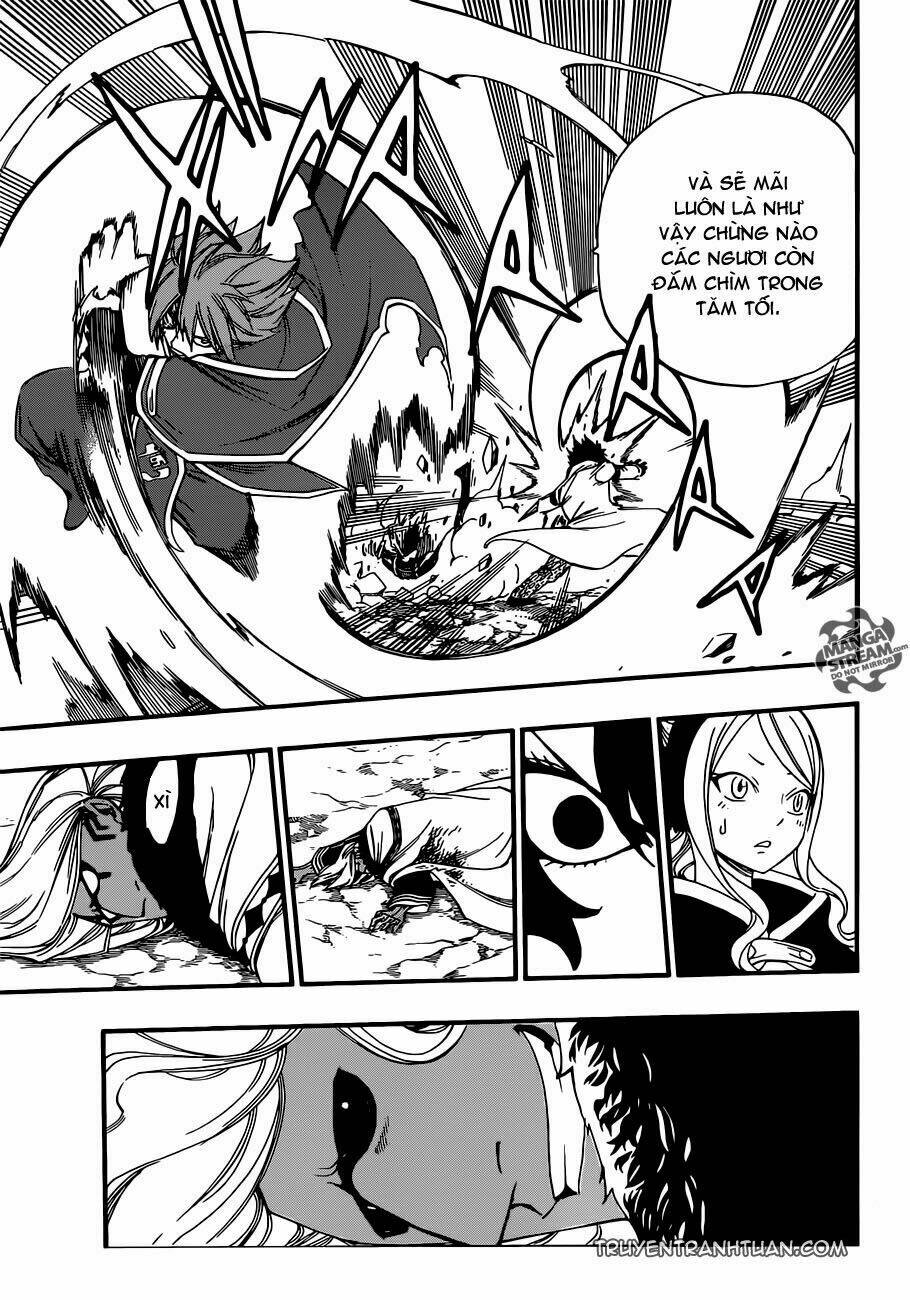 VÀ SẼ MÃI
LUÔN LÀ NHƯ
VẬY CHỪNG NÀO
CÁC NGƯƠI CÒN
ĐẮM CHÌM TRONG
TĂM TỐI.
XÌ
MANGA
STREAM.com
DO NOT MIRROR
TRUYENTRANHTUAN.COM